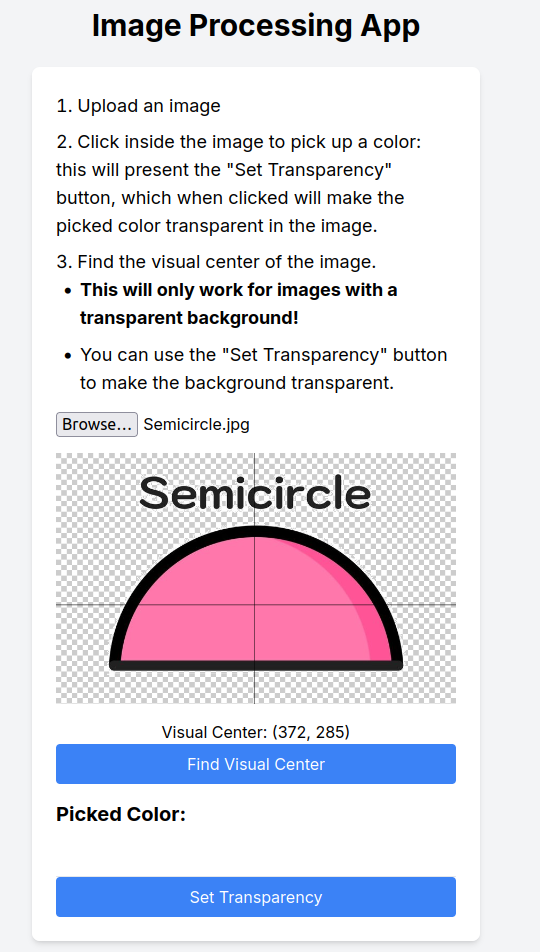 Image Processing App
1. Upload an image
2. Click inside the image to pick up a color:
this will present the "Set Transparency"
button, which when clicked will make the
picked color transparent in the image.
3. Find the visual center of the image.
• This will only work for images with a
transparent background!
• You can use the "Set Transparency" button
to make the background transparent.
Browse... Semicircle.jpg
Semicircle
Visual Center: (372, 285)
Find Visual Center
Picked Color:
Set Transparency